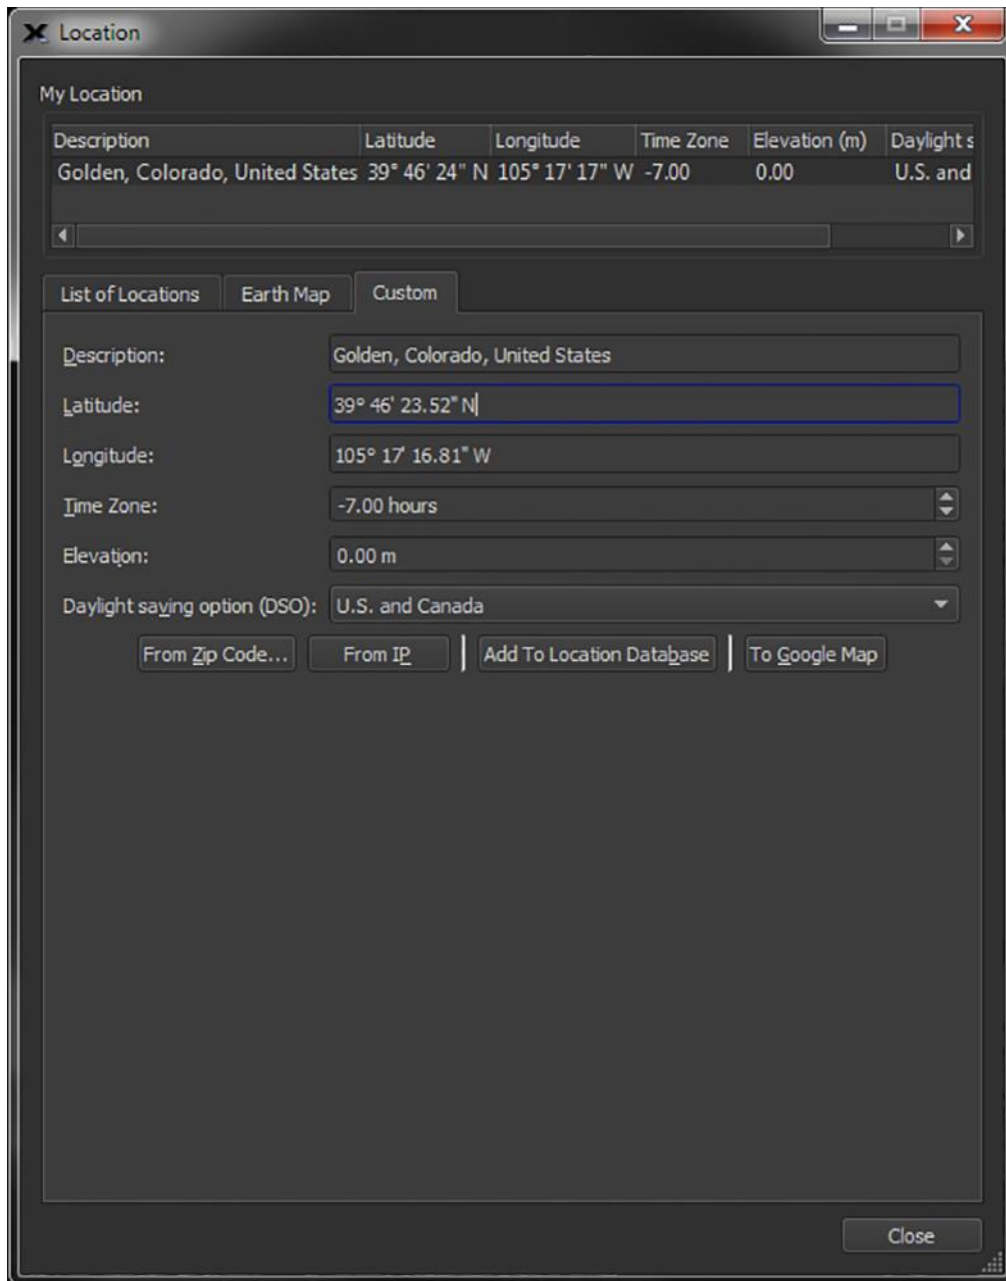 Location
My Location
Description Latitude Longitude Time Zone Elevation (m) Daylight s
Golden, Colorado, United States 39° 46' 24" N 105° 17' 17" W -7.00 0.00 U.S. and
List of Locations Earth Map Custom
Description: Golden, Colorado, United States
Latitude: 39° 46' 23.52" N
Longitude: 105° 17' 16.81" W
Time Zone: -7.00 hours
Elevation: 0.00 m
Daylight saving option (DSO): U.S. and Canada
From Zip Code... From IP Add To Location Database To Google Map
Close